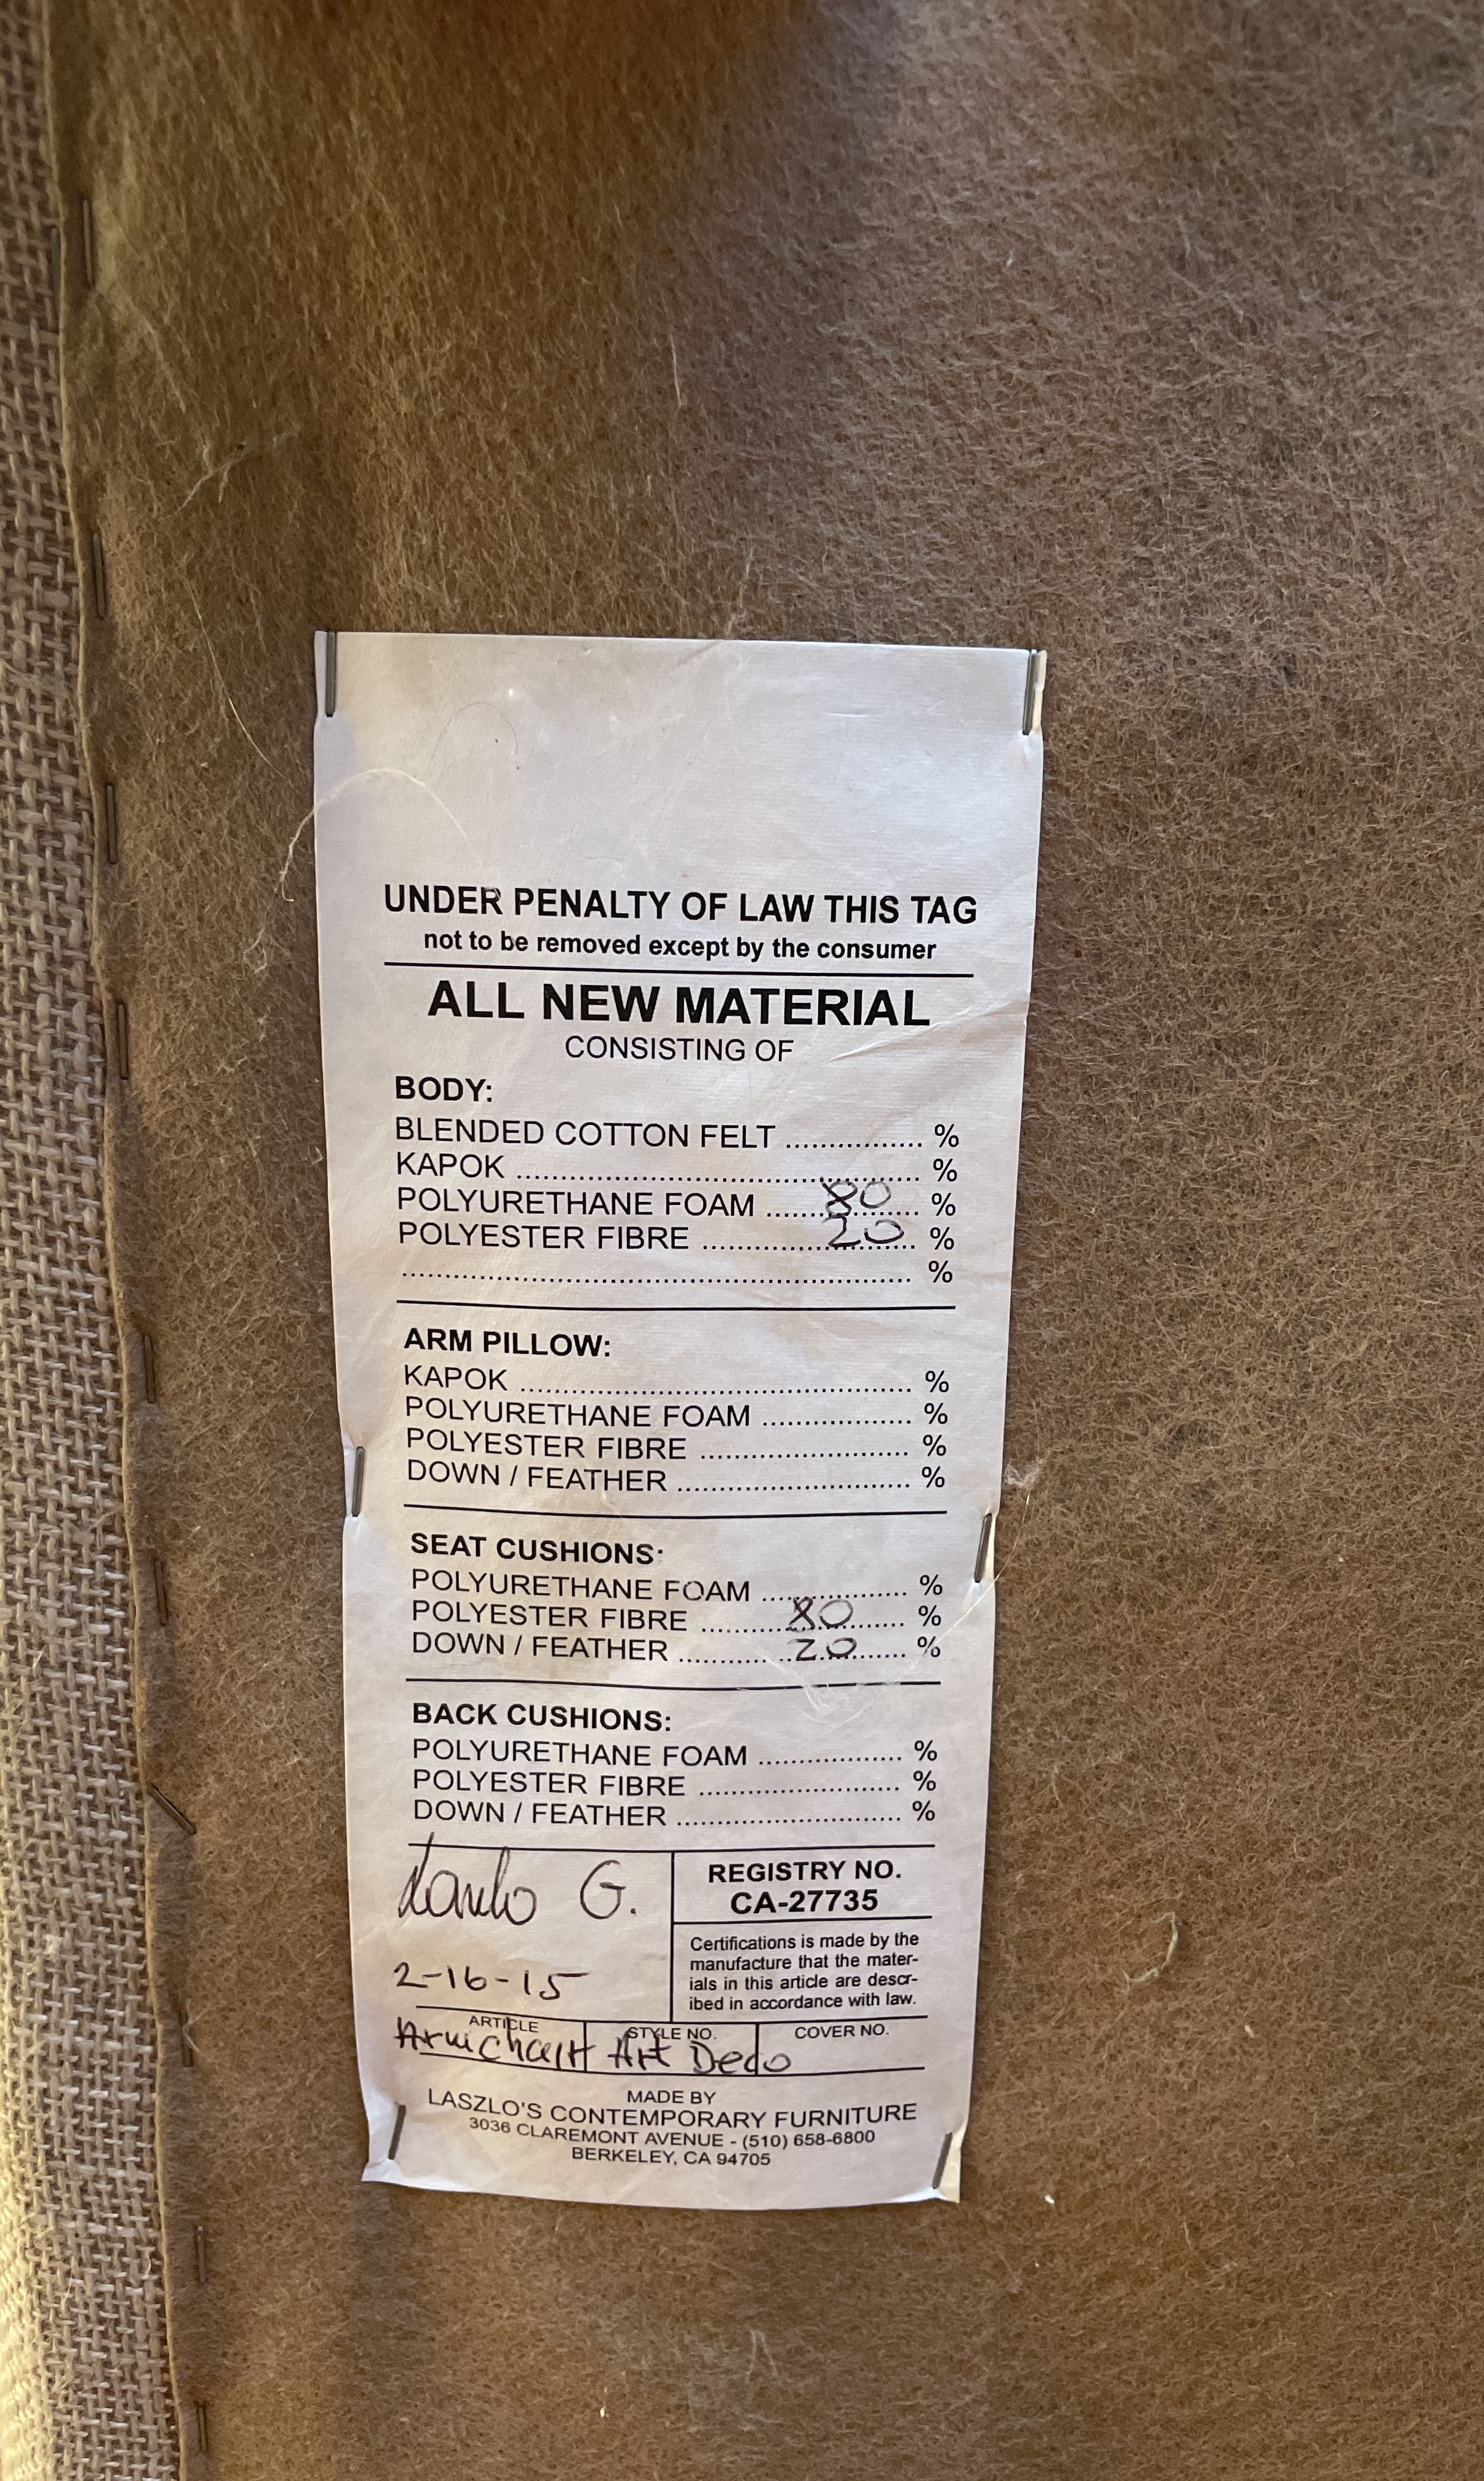 UNDER PENALTY OF LAW THIS TAG
not to be removed except by the consumer
ALL NEW MATERIAL
CONSISTING OF
BODY:
BLENDED COTTON FELT ............... %
KAPOK ............... %
POLYURETHANE FOAM ...... 80 ...... %
POLYESTER FIBRE ...... 20 ...... %
............... %
ARM PILLOW:
KAPOK ............... %
POLYURETHANE FOAM ............... %
POLYESTER FIBRE ............... %
DOWN / FEATHER ............... %
SEAT CUSHIONS:
POLYURETHANE FOAM ............... %
POLYESTER FIBRE ...... 80 ...... %
DOWN / FEATHER ...... 20 ...... %
BACK CUSHIONS:
POLYURETHANE FOAM ............... %
POLYESTER FIBRE ............... %
DOWN / FEATHER ............... %
G.
2-16-15
REGISTRY NO.
CA-27735
Certifications is made by the
manufacture that the mater-
ials in this article are descr-
ibed in accordance with law.
ARTICLE STYLE NO. COVER NO.
Art Deco
MADE BY
LASZLO'S CONTEMPORARY FURNITURE
3036 CLAREMONT AVENUE - (510) 658-6800
BERKELEY, CA 94705